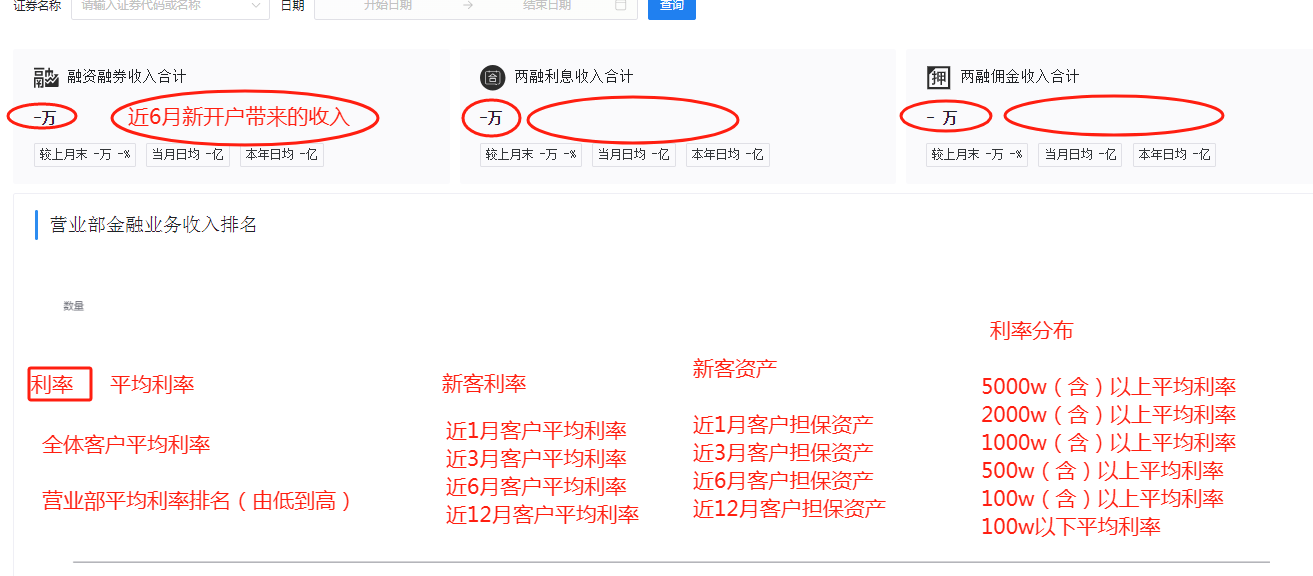 证券名称 请输入证券代码或名称 日期 开始日期 → 结束日期 查询
融资融券收入合计
-万 近6月新开户带来的收入
较上月末 -万 -% 当月日均 -亿 本年日均 -亿
两融利息收入合计
-万
较上月末 -万 -% 当月日均 -亿 本年日均 -亿
押 两融佣金收入合计
- 万
较上月末 -万 -% 当月日均 -亿 本年日均 -亿
营业部金融业务收入排名
数量
利率 平均利率
全体客户平均利率
营业部平均利率排名（由低到高）
新客利率
近1月客户平均利率
近3月客户平均利率
近6月客户平均利率
近12月客户平均利率
新客资产
近1月客户担保资产
近3月客户担保资产
近6月客户担保资产
近12月客户担保资产
利率分布
5000w（含）以上平均利率
2000w（含）以上平均利率
1000w（含）以上平均利率
500w（含）以上平均利率
100w（含）以上平均利率
100w以下平均利率